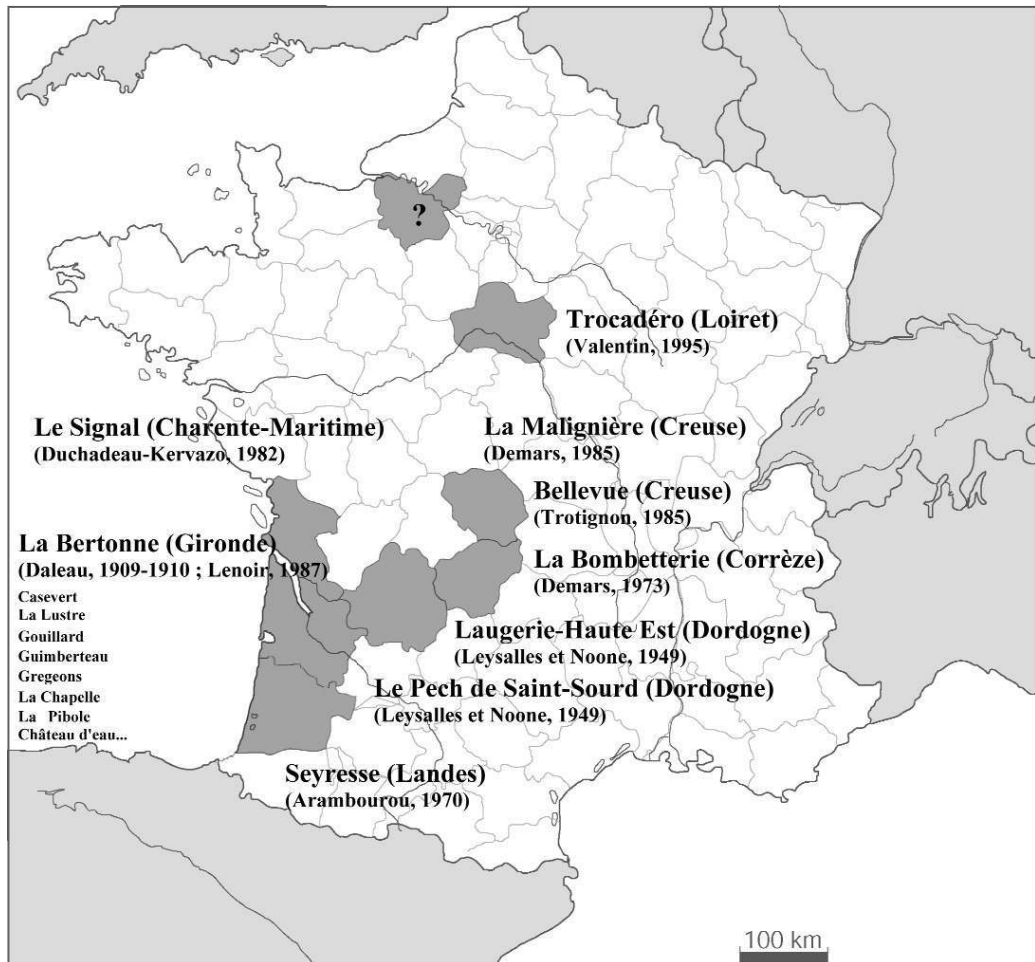 ?
Trocadéro (Loiret)
(Valentin, 1995)
Le Signal (Charente-Maritime)
(Duchadeau-Kervazo, 1982)
La Malignière (Creuse)
(Demars, 1985)
Bellevue (Creuse)
(Trotignon, 1985)
La Bertonne (Gironde)
(Daleau, 1909-1910 ; Lenoir, 1987)
Casevert
La Lustre
Gouillard
Guimberteau
Gregeons
La Chapelle
La Pibole
Château d'eau...
La Bombetterie (Corrèze)
(Demars, 1973)
Laugerie-Haute Est (Dordogne)
(Leysalles et Noone, 1949)
Le Pech de Saint-Sourd (Dordogne)
(Leysalles et Noone, 1949)
Seyresse (Landes)
(Arambourou, 1970)
100 km